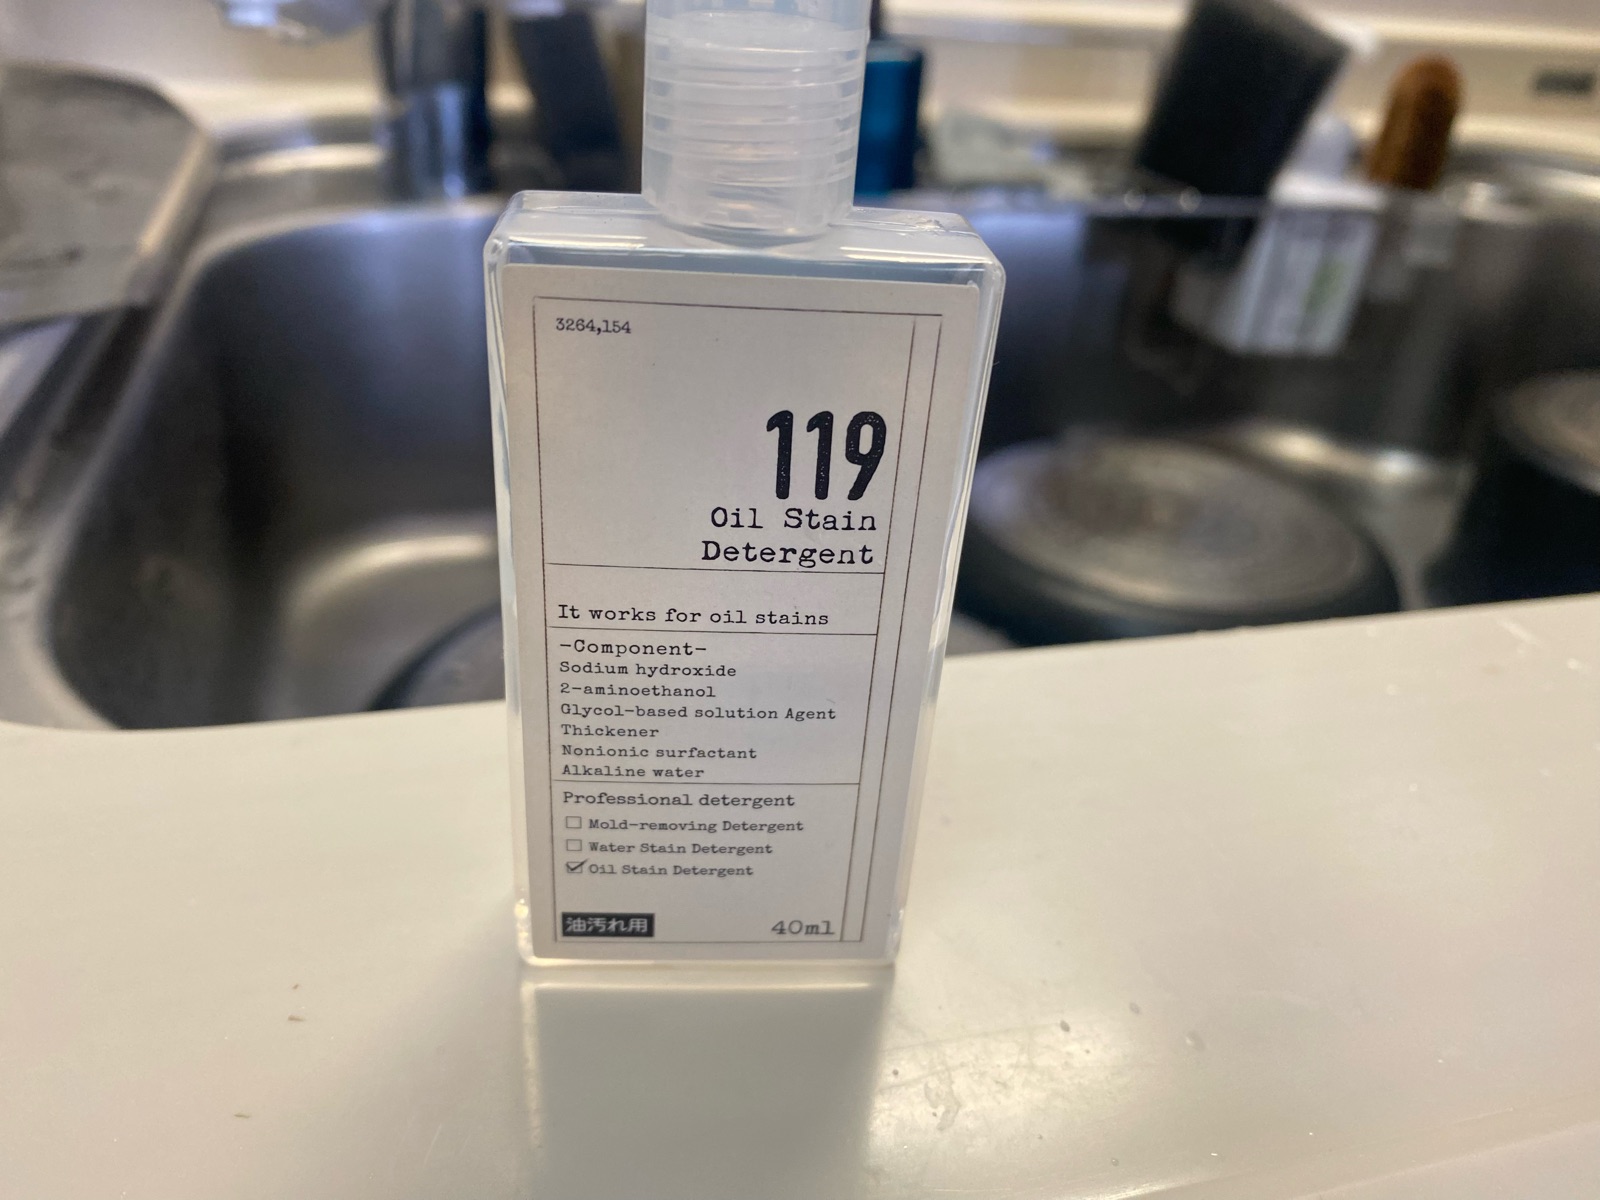 3264,154
119
Oil Stain
Detergent
It works for oil stains
-Component-
Sodium hydroxide
2-aminoethanol
Glycol-based solution Agent
Thickener
Nonionic surfactant
Alkaline water
Professional detergent
Mold-removing Detergent
Water Stain Detergent
Oil Stain Detergent
油汚れ用
40ml